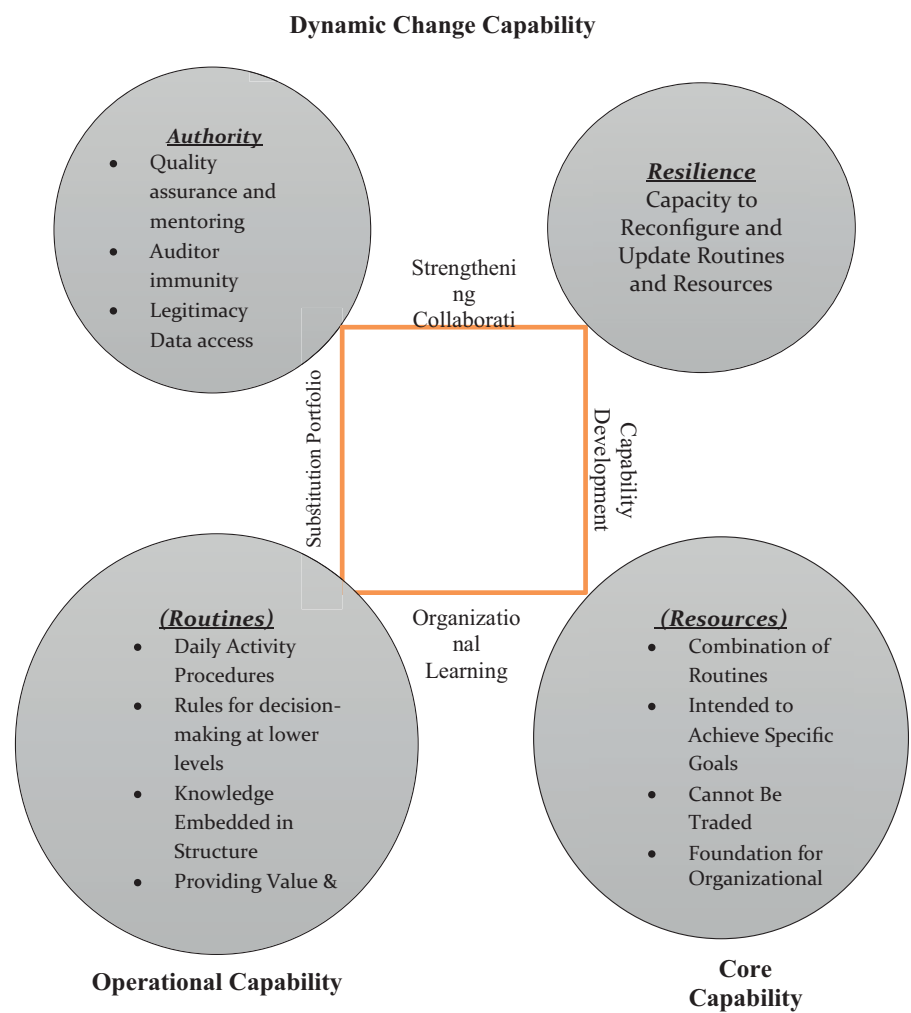 Dynamic Change Capability
Authority
• Quality
assurance and
mentoring
• Auditor
immunity
• Legitimacy
Data access
Resilience
Capacity to
Reconfigure and
Update Routines
and Resources
Strengtheni
ng
Collaborati
Substitution Portfolio
Capability
Development
Organizatio
nal
Learning
(Routines)
• Daily Activity
Procedures
• Rules for decision-
making at lower
levels
• Knowledge
Embedded in
Structure
• Providing Value &
(Resources)
• Combination of
Routines
• Intended to
Achieve Specific
Goals
• Cannot Be
Traded
• Foundation for
Organizational
Operational Capability
Core
Capability